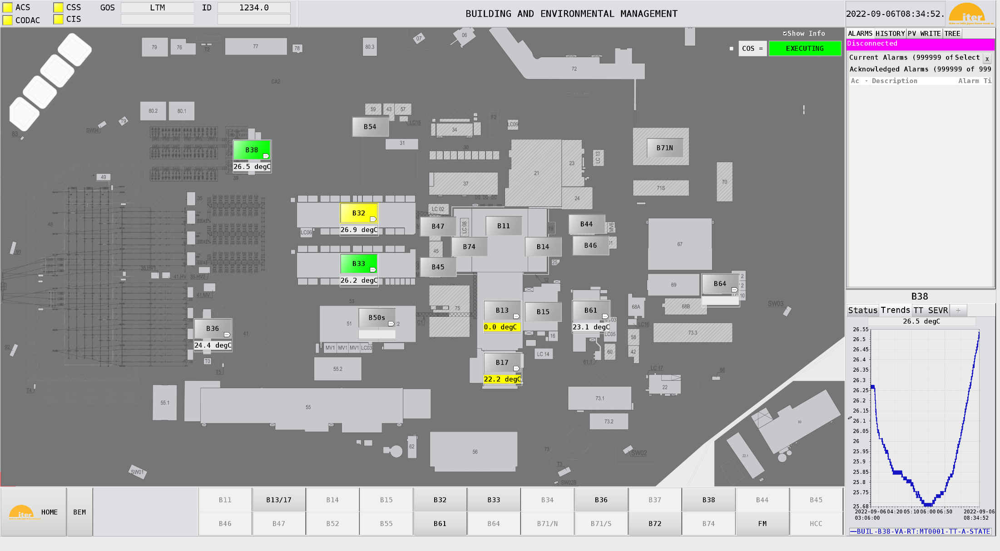 ACS
CSS
GOS
LTM
ID
1234.0
CODAC
CIS
BUILDING AND ENVIRONMENTAL MANAGEMENT
2022-09-06T08:34:52.
iter
Show Info
COS =
EXECUTING
ALARMS
HISTORY
PV WRITE
TREE
Disconnected
Current Alarms (999999 of
Select
x
Acknowledged Alarms (999999 of 999
Ac
Description
Alarm Ti
79
76
T2
77
78
80.3
07
06
72
CA2
80.2
80.1
T9
SW04
83
59
43
57
LC15
B54
31
34
F2
LC09
30
37
21
23
24
LC 13
B71N
71S
70
B38
26.5 degC
39
49
48
35
B32
26.9 degC
LC06
LC 02
B47
LC 08
B11
19
B44
MV6
B74
B14
B46
01
45
25
67
B33
26.2 degC
B45
12
91
35.HV1
41.HV
35.HV2
41.MV
69
B64
2
2
LC 10
53
75
B13
0.0 degC
B15
B61
23.1 degC
MV03
LC05
68A
68B
LC16
SW03
B50s
51
C1
B36
24.4 degC
41
92
T0
T5
MV1
MV1
MV1
LC03
16
LC 14
58
42
60
61.1
73.3
B17
22.2 degC
55.2
LC 17
66
22
T4
55.1
55
73.1
73.2
62
56
73
SW02
T3
SW02B
SW01
89
Z2.1
B38
Status
Trends
TT SEVR
+
26.5 degC
26.55
26.5
26.45
26.4
26.35
26.3
26.25
26.2
26.15
26.1
26.05
26
25.95
25.9
25.85
25.8
25.75
25.68
%
2022-09-06
03:06:00
04:20
05:10
06:00
06:50
2022-09-06
08:34:52
BUIL-B38-VA-RT:MT0001-TT-A-STATE
iter
HOME
BEM
B11
B13/17
B14
B15
B32
B33
B34
B36
B37
B38
B44
B45
B46
B47
B52
B55
B61
B64
B71/N
B71/S
B72
B74
FM
HCC